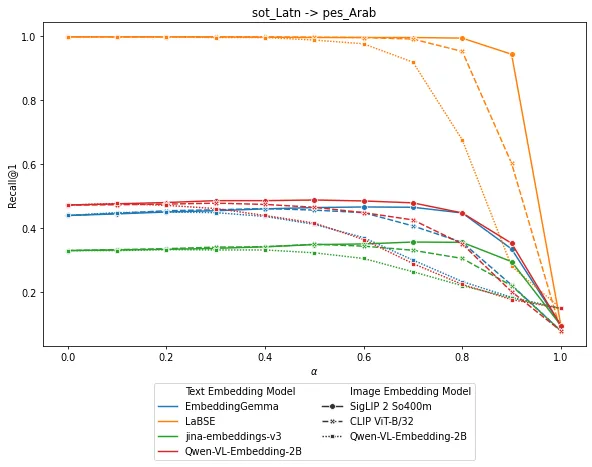 sot_Latn -> pes_Arab
Recall@1
1.0
0.8
0.6
0.4
0.2
0.0 0.2 0.4 0.6 0.8 1.0
α
Text Embedding Model Image Embedding Model
EmbeddingGemma SigLIP 2 So400m
LaBSE CLIP ViT-B/32
jina-embeddings-v3 Qwen-VL-Embedding-2B
Qwen-VL-Embedding-2B